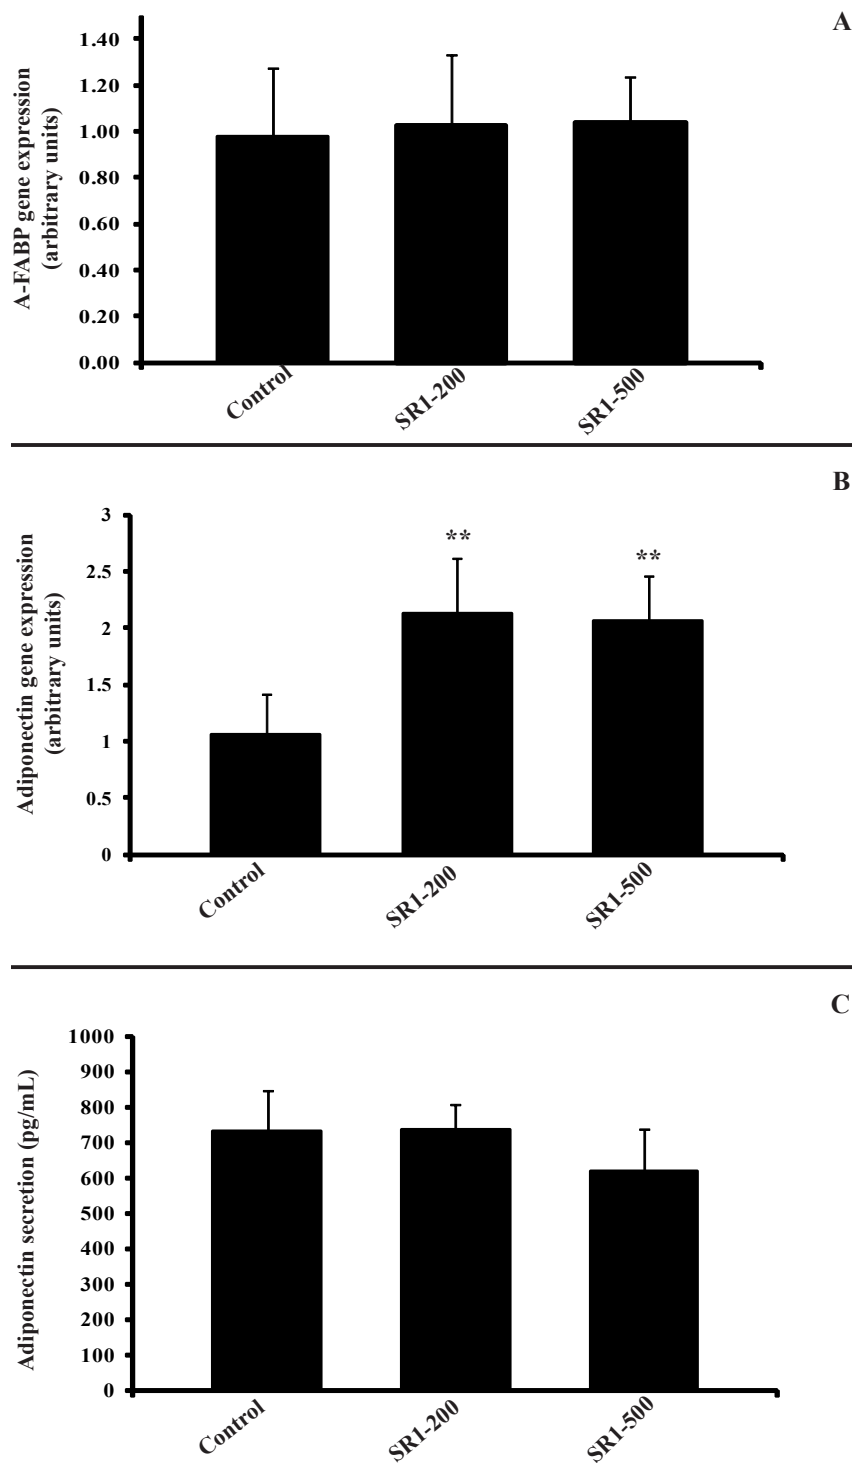 A
A-FABP gene expression
(arbitrary units)
1.40
1.20
1.00
0.80
0.60
0.40
0.20
0.00
Control
SR1-200
SR1-500
B
Adiponectin gene expression
(arbitrary units)
3
2.5
2
1.5
1
0.5
0
**
**
Control
SR1-200
SR1-500
C
Adiponectin secretion (pg/mL)
1000
900
800
700
600
500
400
300
200
100
0
Control
SR1-200
SR1-500